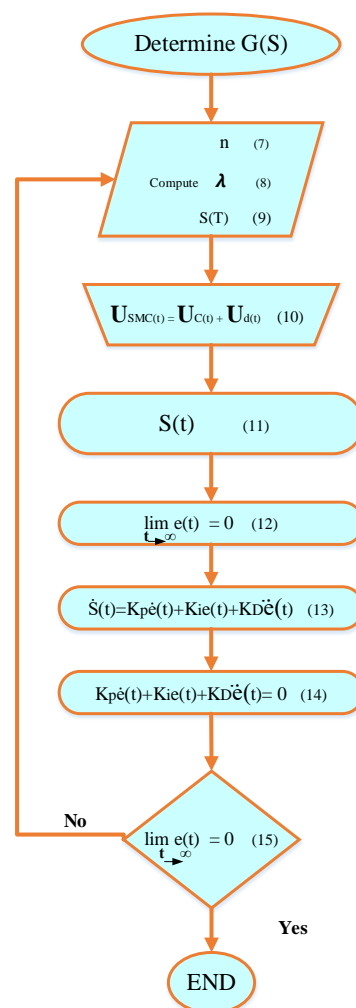 Determine G(S)
n (7)
Compute λ (8)
S(T) (9)
USMC(t) = UC(t) + Ud(t) (10)
S(t) (11)
lim e(t) = 0 (12)
t→∞
Ṡ(t)=Kpė(t)+Kie(t)+KDë(t) (13)
Kpė(t)+Kie(t)+KDë(t)= 0 (14)
No
lim e(t) = 0 (15)
t→∞
Yes
END